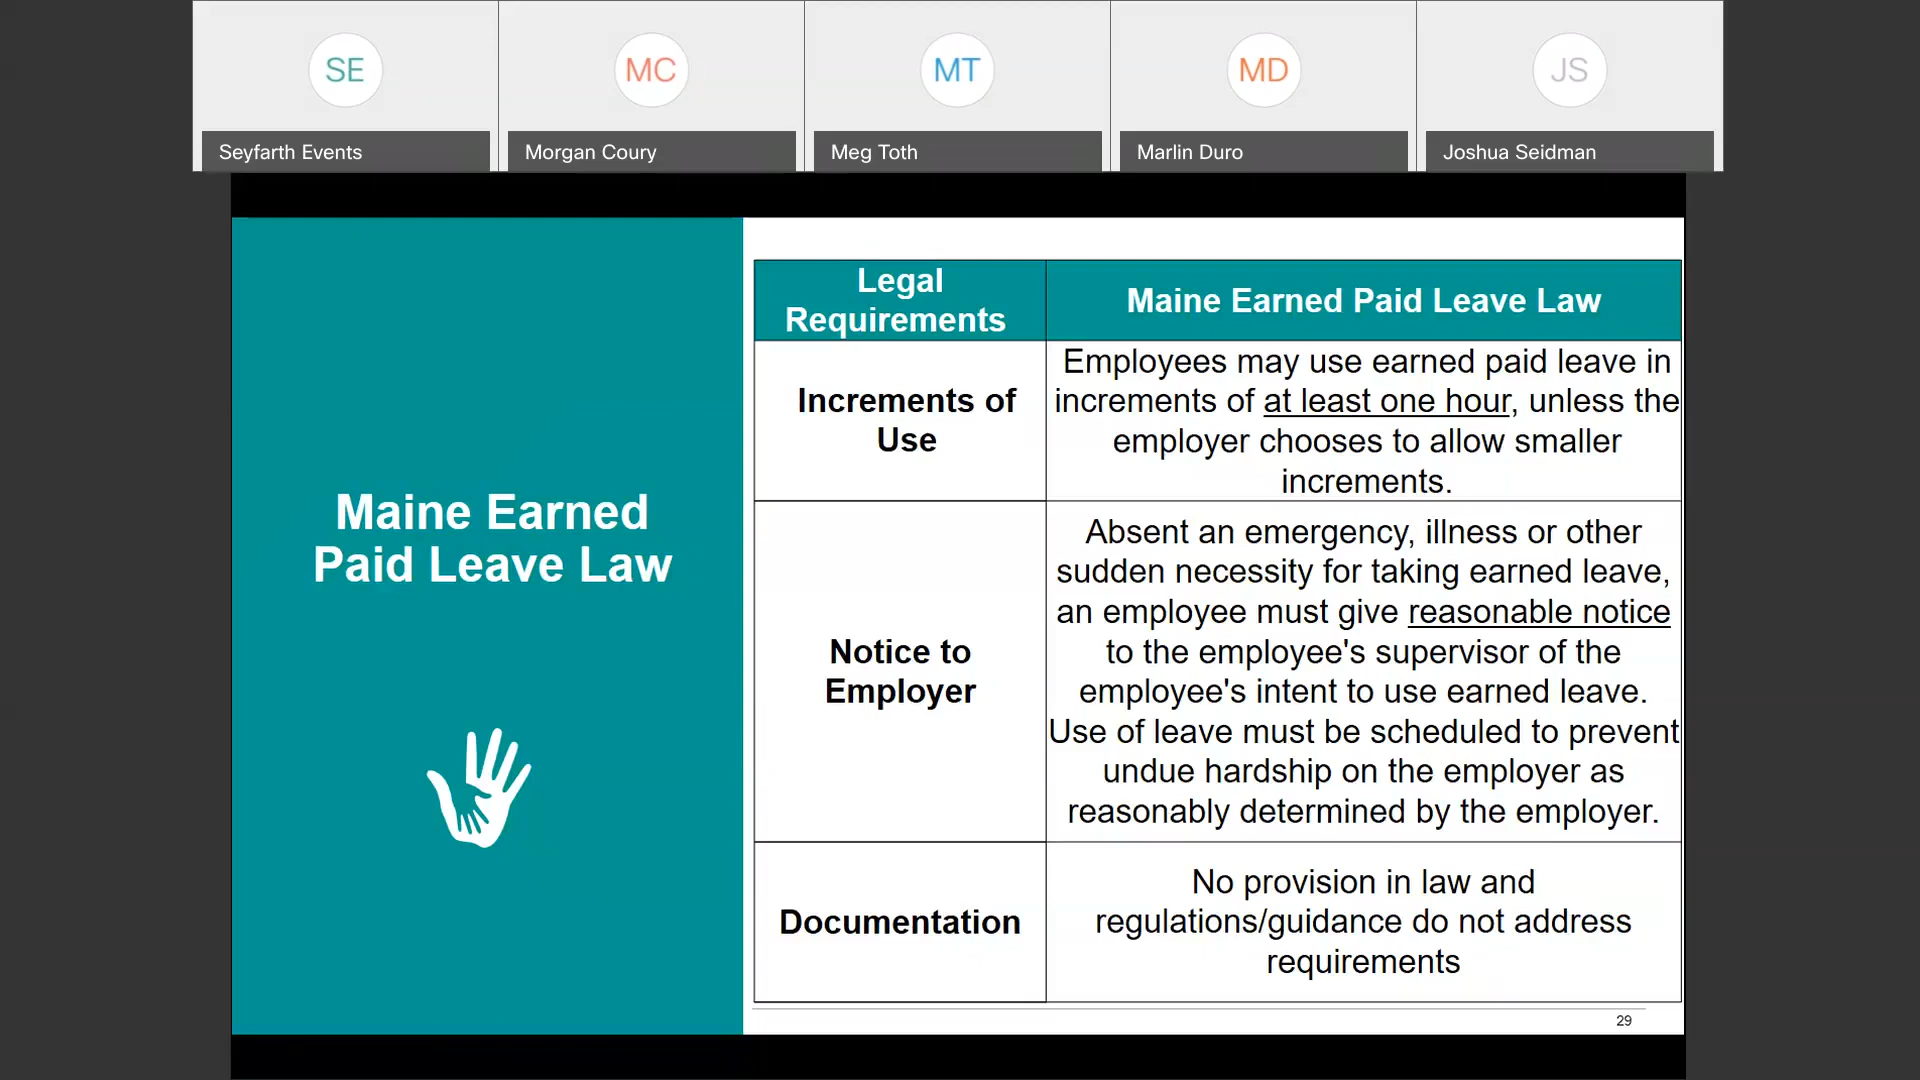 SE
MC
MT
MD
JS
Seyfarth Events
Morgan Coury
Meg Toth
Marlin Duro
Joshua Seidman
Maine Earned
Paid Leave Law
Legal
Requirements
Maine Earned Paid Leave Law
Increments of
Use
Employees may use earned paid leave in
increments of at least one hour, unless the
employer chooses to allow smaller
increments.
Notice to
Employer
Absent an emergency, illness or other
sudden necessity for taking earned leave,
an employee must give reasonable notice
to the employee's supervisor of the
employee's intent to use earned leave.
Use of leave must be scheduled to prevent
undue hardship on the employer as
reasonably determined by the employer.
Documentation
No provision in law and
regulations/guidance do not address
requirements
29